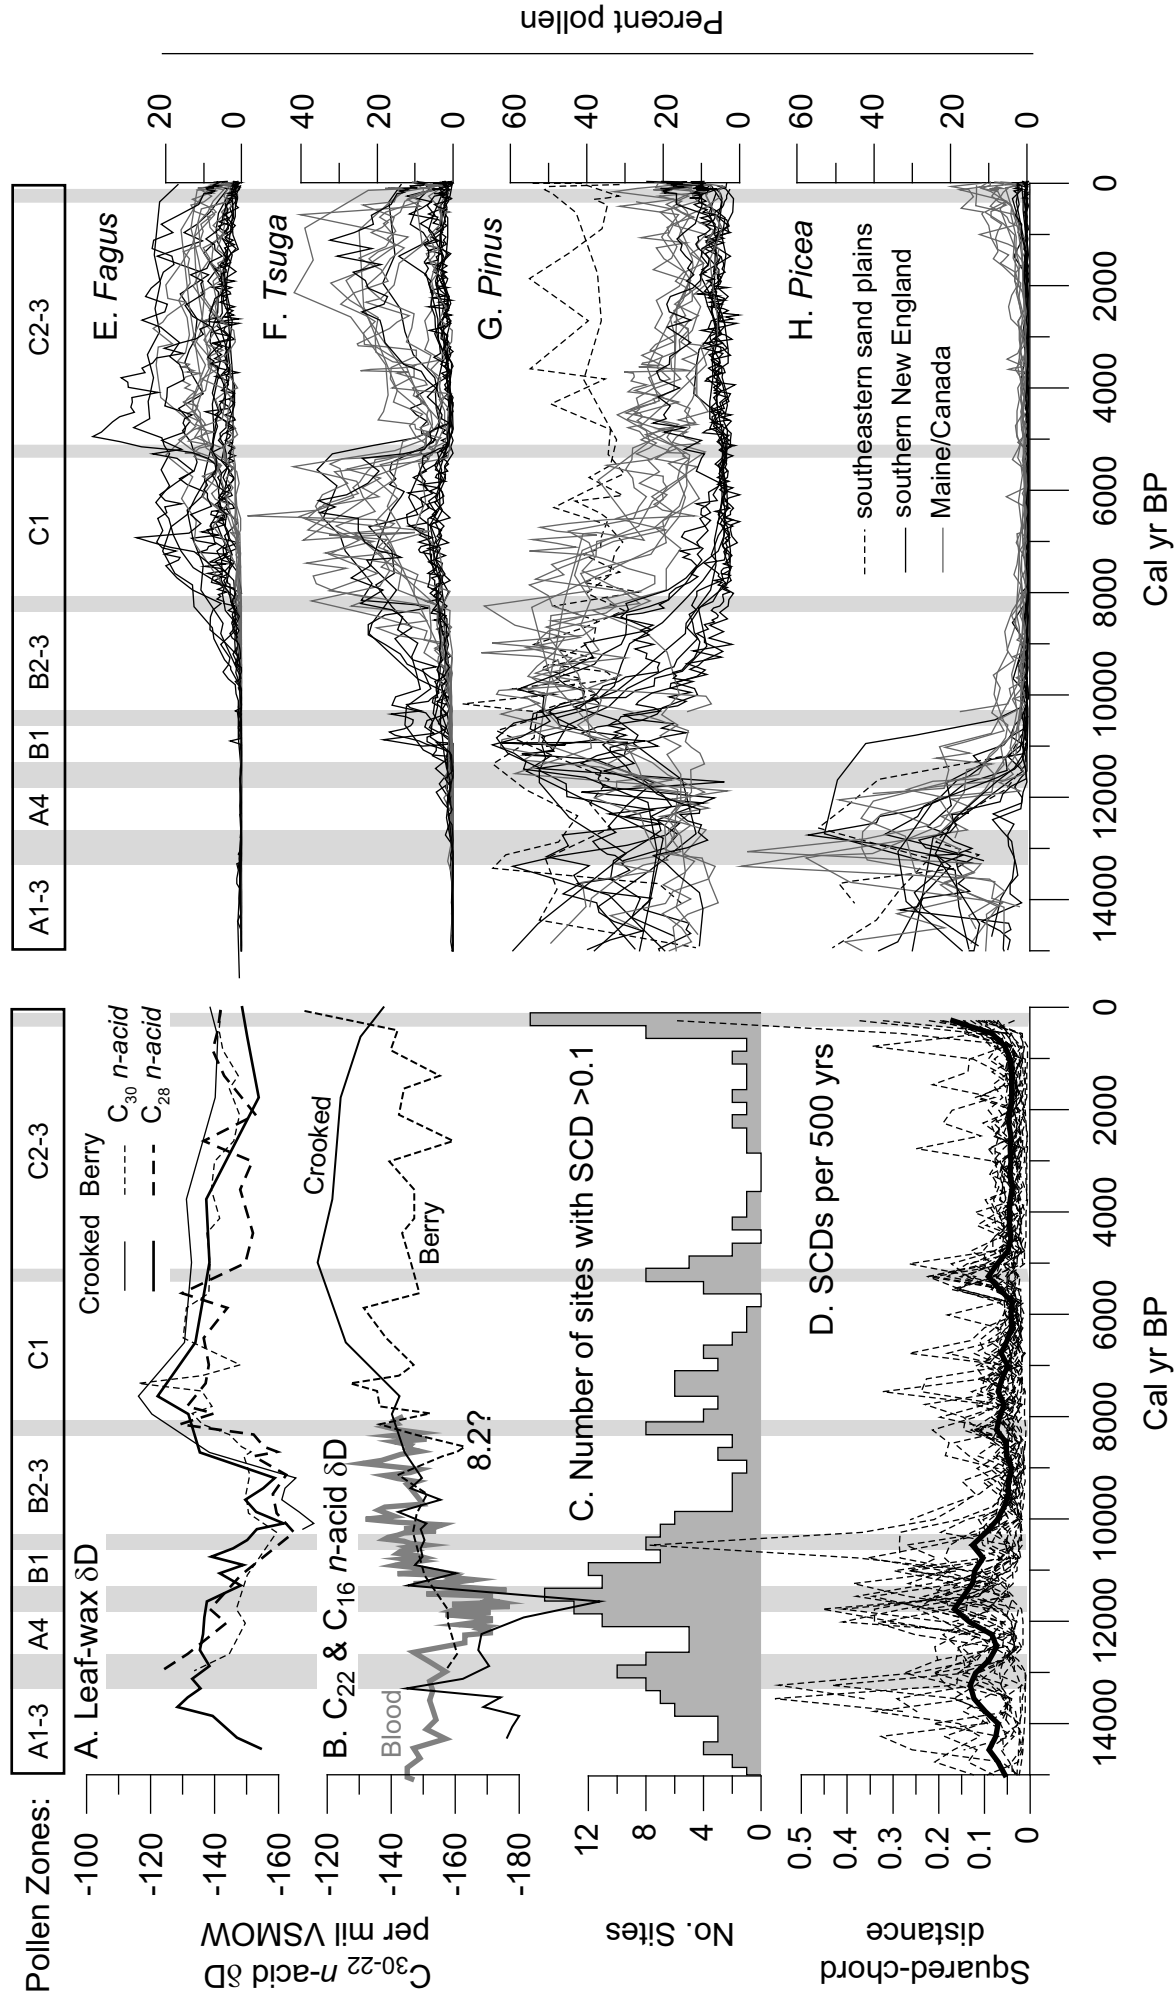 Pollen Zones:
A1-3
A4
B1
B2-3
C1
C2-3
A. Leaf-wax δD
Crooked Berry
C30 n-acid
C28 n-acid
-100
-120
-140
-160
B. C22 & C16 n-acid δD
Blood
Crooked
Berry
8.2?
-120
-140
-160
-180
C30-22 n-acid δD
per mil VSMOW
C. Number of sites with SCD >0.1
12
8
4
0
No. Sites
D. SCDs per 500 yrs
0.5
0.4
0.3
0.2
0.1
0
Squared-chord
distance
14000
12000
10000
8000
6000
4000
2000
0
Cal yr BP
A1-3
A4
B1
B2-3
C1
C2-3
E. Fagus
20
0
F. Tsuga
40
20
0
G. Pinus
60
40
20
0
H. Picea
60
40
20
0
southeastern sand plains
southern New England
Maine/Canada
Percent pollen
14000
12000
10000
8000
6000
4000
2000
0
Cal yr BP